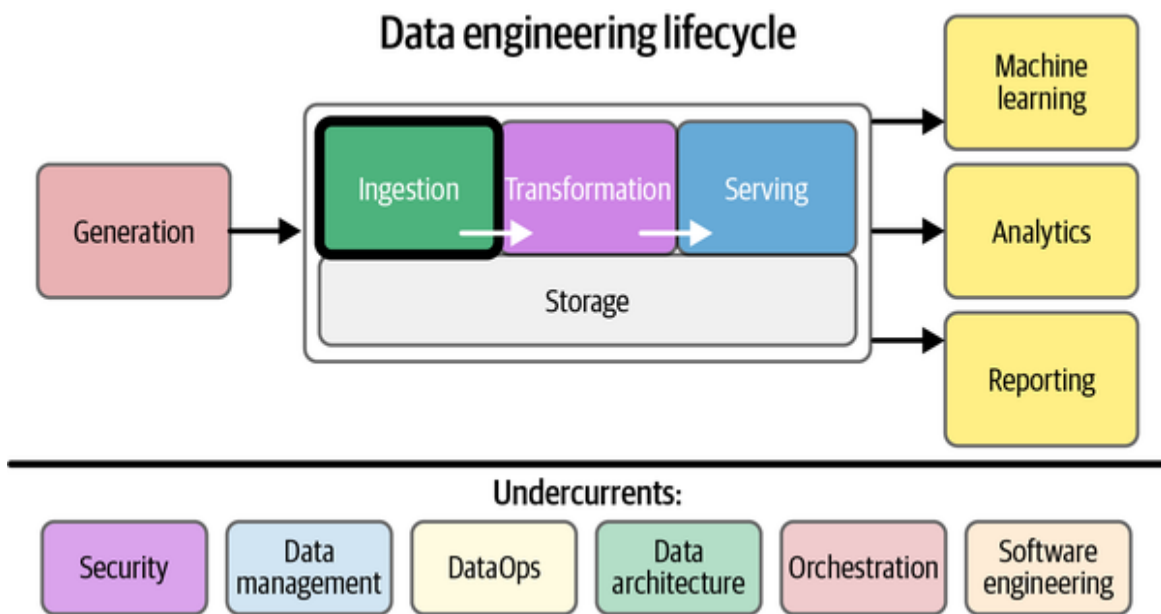 Data engineering lifecycle
Generation
Ingestion
Transformation
Serving
Storage
Machine
learning
Analytics
Reporting
Undercurrents:
Security
Data
management
DataOps
Data
architecture
Orchestration
Software
engineering